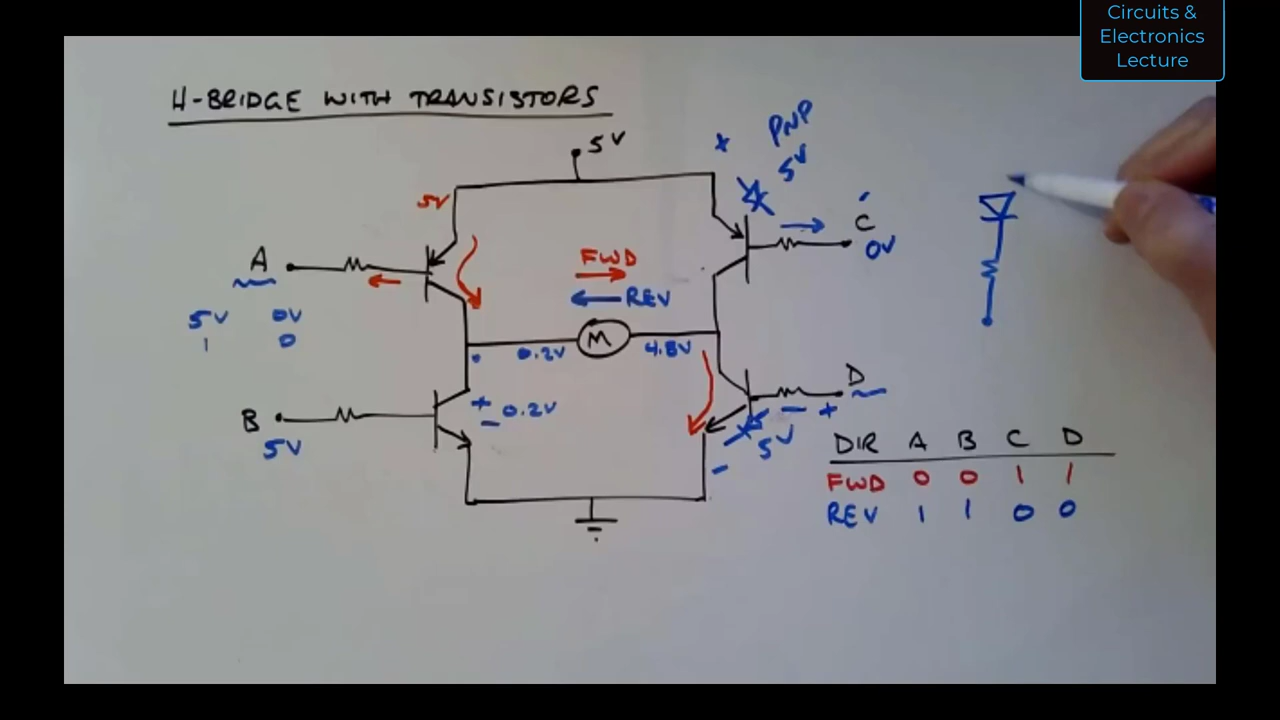 Circuits &
Electronics
Lecture
H-BRIDGE WITH TRANSISTORS
5V
+
PNP
5V
5V
A
C
0V
FWD
REV
5V 0V
1 0
0.2V
M
4.8V
+
- 0.2V
B
5V
D
- +
5V
-
DIR A B C D
FWD 0 0 1 1
REV 1 1 0 0